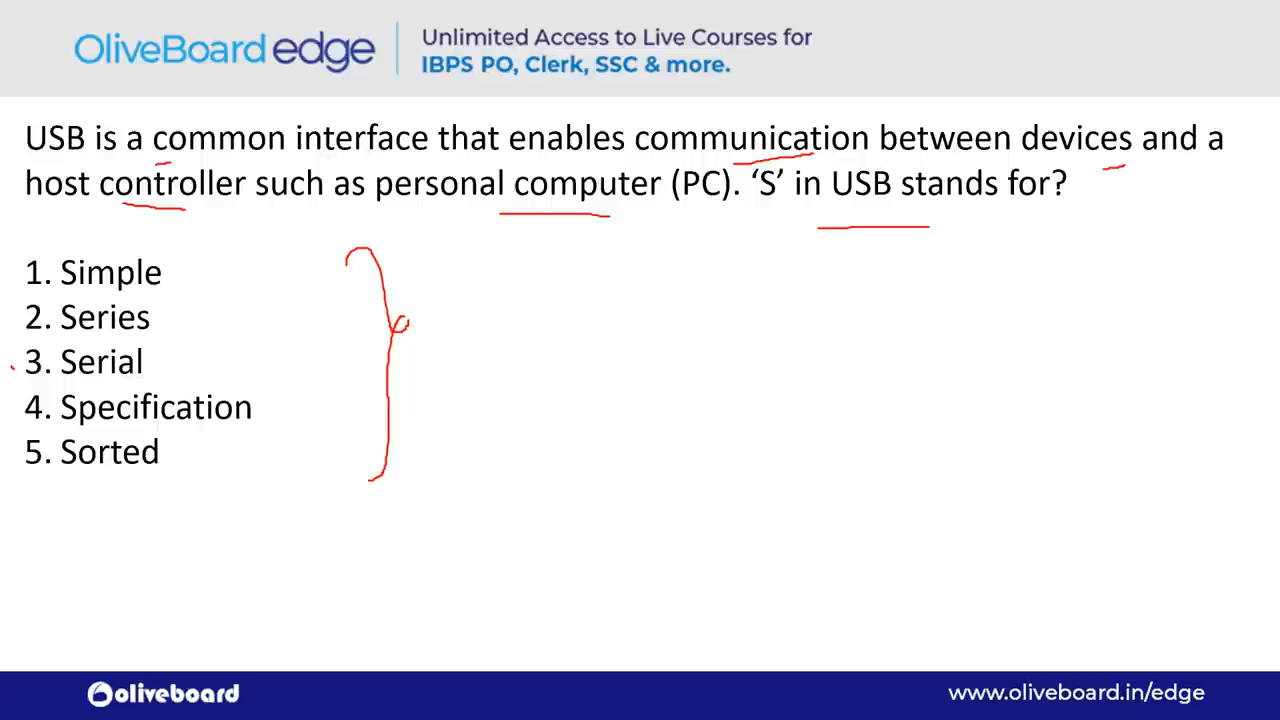 OliveBoard edge
Unlimited Access to Live Courses for
IBPS PO, Clerk, SSC & more.
USB is a common interface that enables communication between devices and a
host controller such as personal computer (PC). ‘S’ in USB stands for?
1. Simple
2. Series
3. Serial
4. Specification
5. Sorted
oliveboard
www.oliveboard.in/edge